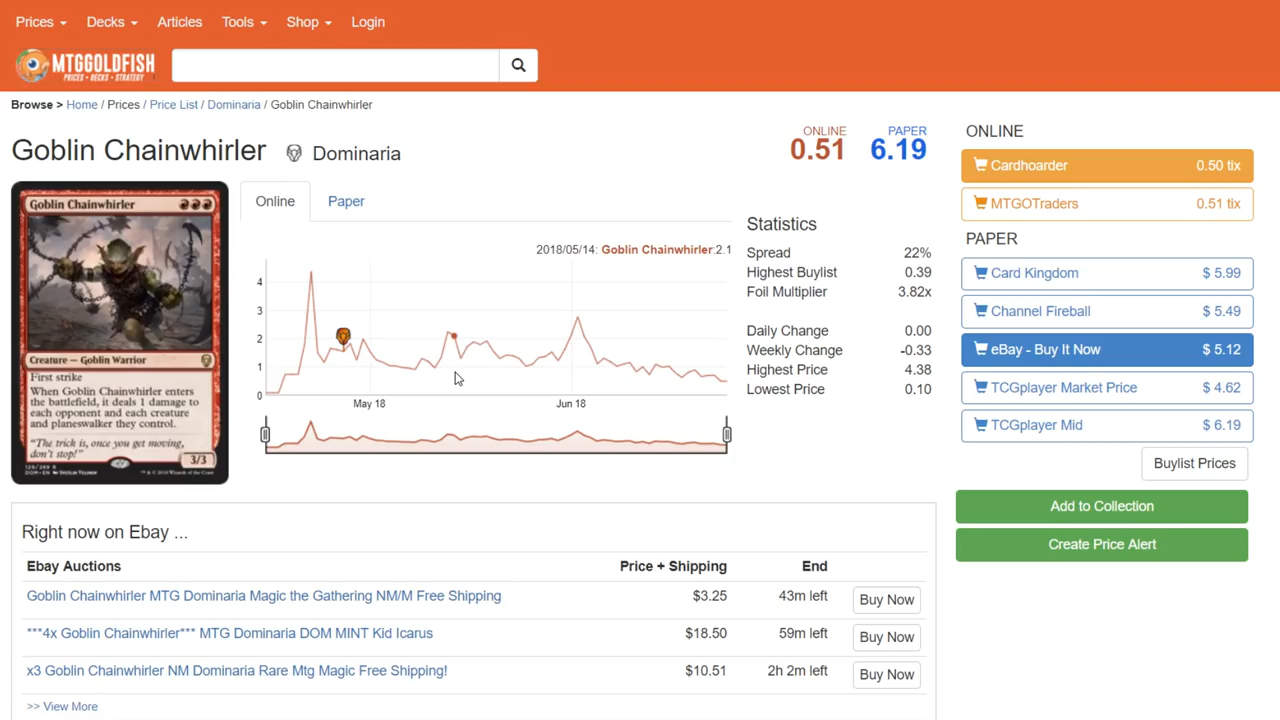 Prices Decks Articles Tools Shop Login
MTGGOLDFISH
PRICES • DECKS • STRATEGY
Browse > Home / Prices / Price List / Dominaria / Goblin Chainwhirler
Goblin Chainwhirler Dominaria
ONLINE
0.51
PAPER
6.19
Goblin Chainwhirler
Creature — Goblin Warrior
First strike
When Goblin Chainwhirler enters
the battlefield, it deals 1 damage to
each opponent and each creature
and planeswalker they control.
"The trick is, once you get moving,
don't stop!"
3/3
Online Paper
2018/05/14: Goblin Chainwhirler:2.1
4
3
2
1
0
May 18 Jun 18
Statistics
Spread 22%
Highest Buylist 0.39
Foil Multiplier 3.82x
Daily Change 0.00
Weekly Change -0.33
Highest Price 4.38
Lowest Price 0.10
ONLINE
Cardhoarder 0.50 tix
MTGOTraders 0.51 tix
PAPER
Card Kingdom $ 5.99
Channel Fireball $ 5.49
eBay - Buy It Now $ 5.12
TCGplayer Market Price $ 4.62
TCGplayer Mid $ 6.19
Buylist Prices
Add to Collection
Create Price Alert
Right now on Ebay ...
Ebay Auctions Price + Shipping End
Goblin Chainwhirler MTG Dominaria Magic the Gathering NM/M Free Shipping $3.25 43m left Buy Now
***4x Goblin Chainwhirler*** MTG Dominaria DOM MINT Kid Icarus $18.50 59m left Buy Now
x3 Goblin Chainwhirler NM Dominaria Rare Mtg Magic Free Shipping! $10.51 2h 2m left Buy Now
>> View More